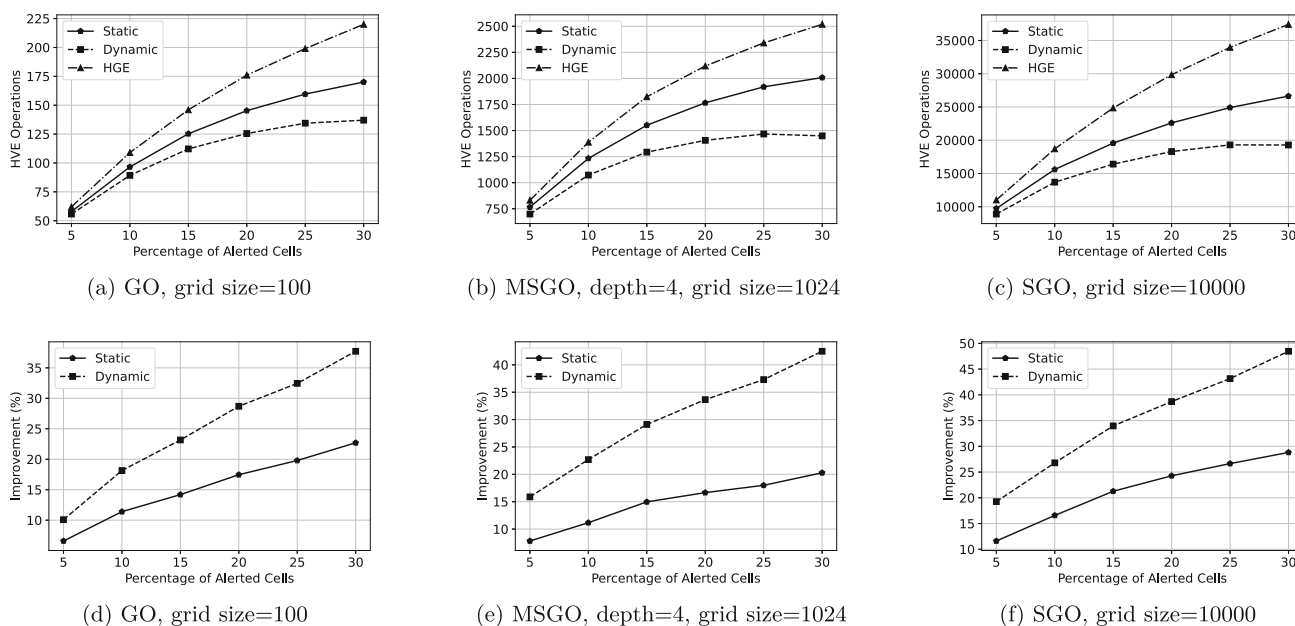 225
200
175
150
125
100
75
50
HVE Operations
Static
Dynamic
HGE
5 10 15 20 25 30
Percentage of Alerted Cells
(a) GO, grid size=100
2500
2250
2000
1750
1500
1250
1000
750
HVE Operations
Static
Dynamic
HGE
5 10 15 20 25 30
Percentage of Alerted Cells
(b) MSGO, depth=4, grid size=1024
35000
30000
25000
20000
15000
10000
HVE Operations
Static
Dynamic
HGE
5 10 15 20 25 30
Percentage of Alerted Cells
(c) SGO, grid size=10000
35
30
25
20
15
10
Improvement (%)
Static
Dynamic
5 10 15 20 25 30
Percentage of Alerted Cells
(d) GO, grid size=100
40
35
30
25
20
15
10
Improvement (%)
Static
Dynamic
5 10 15 20 25 30
Percentage of Alerted Cells
(e) MSGO, depth=4, grid size=1024
50
45
40
35
30
25
20
15
10
Improvement (%)
Static
Dynamic
5 10 15 20 25 30
Percentage of Alerted Cells
(f) SGO, grid size=10000